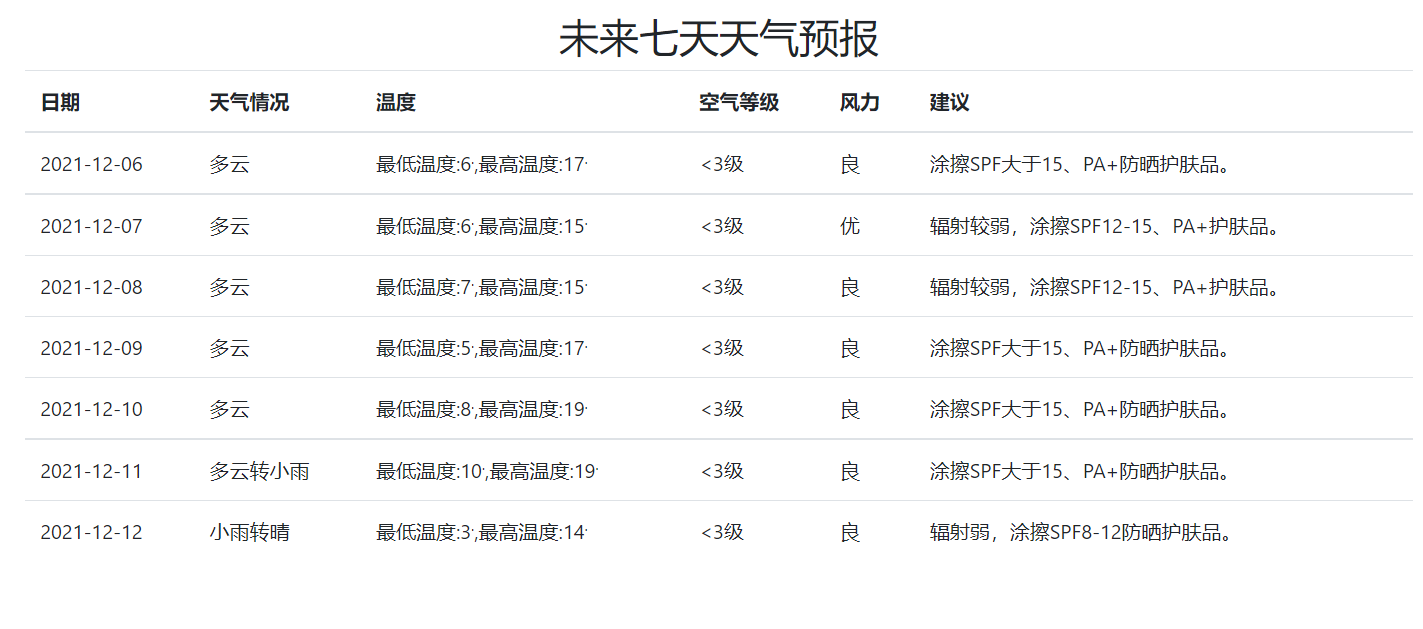 未来七天天气预报
日期 天气情况 温度 空气等级 风力 建议
2021-12-06 多云 最低温度:6·,最高温度:17· <3级 良 涂擦SPF大于15、PA+防晒护肤品。
2021-12-07 多云 最低温度:6·,最高温度:15· <3级 优 辐射较弱，涂擦SPF12-15、PA+护肤品。
2021-12-08 多云 最低温度:7·,最高温度:15· <3级 良 辐射较弱，涂擦SPF12-15、PA+护肤品。
2021-12-09 多云 最低温度:5·,最高温度:17· <3级 良 涂擦SPF大于15、PA+防晒护肤品。
2021-12-10 多云 最低温度:8·,最高温度:19· <3级 良 涂擦SPF大于15、PA+防晒护肤品。
2021-12-11 多云转小雨 最低温度:10·,最高温度:19· <3级 良 涂擦SPF大于15、PA+防晒护肤品。
2021-12-12 小雨转晴 最低温度:3·,最高温度:14· <3级 良 辐射弱，涂擦SPF8-12防晒护肤品。